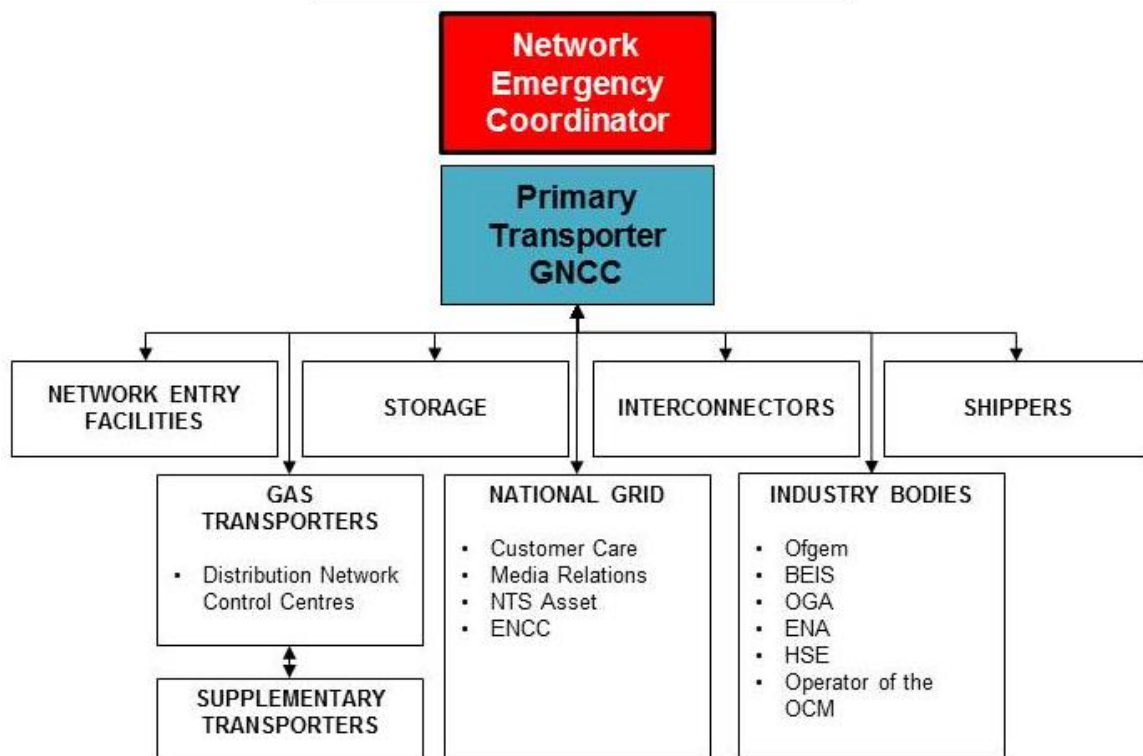 Network
Emergency
Coordinator
Primary
Transporter
GNCC
NETWORK ENTRY
FACILITIES
STORAGE
INTERCONNECTORS
SHIPPERS
GAS
TRANSPORTERS
• Distribution Network
Control Centres
SUPPLEMENTARY
TRANSPORTERS
NATIONAL GRID
• Customer Care
• Media Relations
• NTS Asset
• ENCC
INDUSTRY BODIES
• Ofgem
• BEIS
• OGA
• ENA
• HSE
• Operator of the
OCM